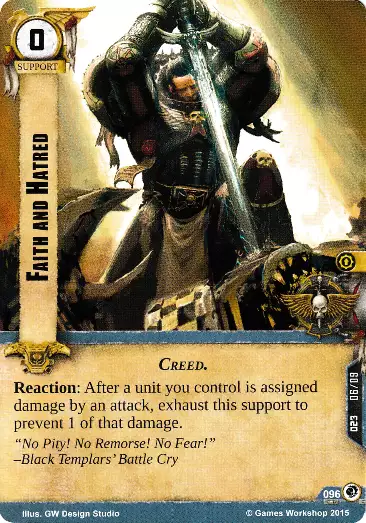 0
SUPPORT
FAITH AND HATRED
CREED.
Reaction: After a unit you control is assigned
damage by an attack, exhaust this support to
prevent 1 of that damage.
“No Pity! No Remorse! No Fear!”
–Black Templars’ Battle Cry
023 06/09
096
Illus. GW Design Studio
© Games Workshop 2015